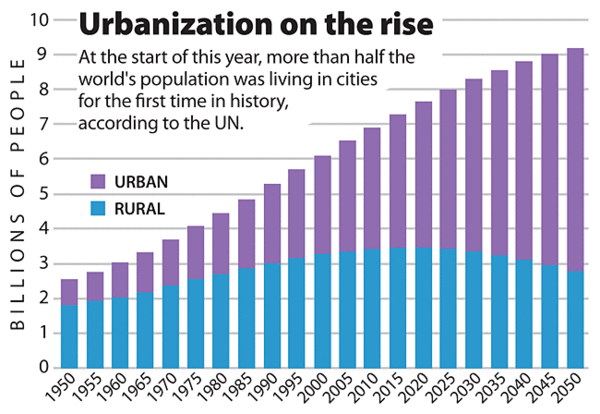 Urbanization on the rise
At the start of this year, more than half the
world's population was living in cities
for the first time in history,
according to the UN.
BILLIONS OF PEOPLE
10
9
8
7
6
5
4
3
2
1
0
URBAN
RURAL
1950 1955 1960 1965 1970 1975 1980 1985 1990 1995 2000 2005 2010 2015 2020 2025 2030 2035 2040 2045 2050